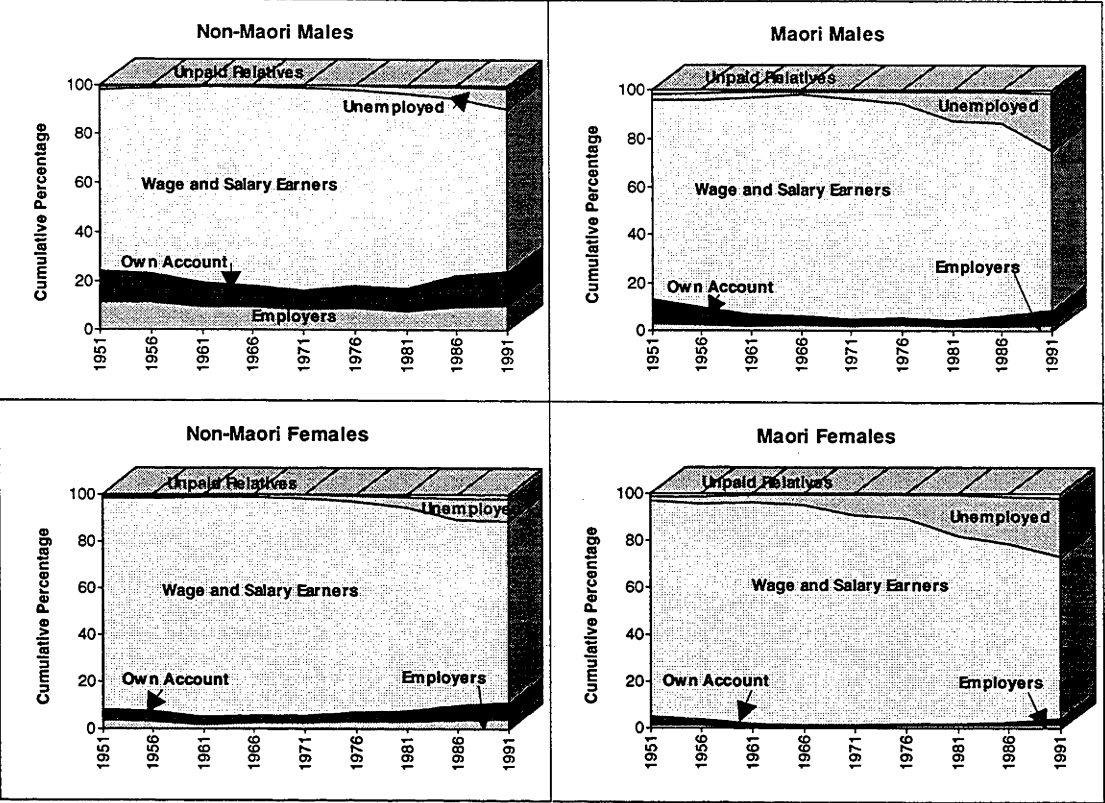 Non-Maori Males
Cumulative Percentage
100
80
60
40
20
0
Unpaid Relatives
Unemployed
Wage and Salary Earners
Own Account
Employers
1951
1956
1961
1966
1971
1976
1981
1986
1991
Maori Males
Cumulative Percentage
100
80
60
40
20
0
Unpaid Relatives
Unemployed
Wage and Salary Earners
Employers
Own Account
1951
1956
1961
1966
1971
1976
1981
1986
1991
Non-Maori Females
Cumulative Percentage
100
80
60
40
20
0
Unpaid Relatives
Unemploye
Wage and Salary Earners
Own Account
Employers
1951
1956
1961
1966
1971
1976
1981
1986
1991
Maori Females
Cumulative Percentage
100
80
60
40
20
0
Unpaid Relatives
Unemployed
Wage and Salary Earners
Own Account
Employers
1951
1956
1961
1966
1971
1976
1981
1986
1991